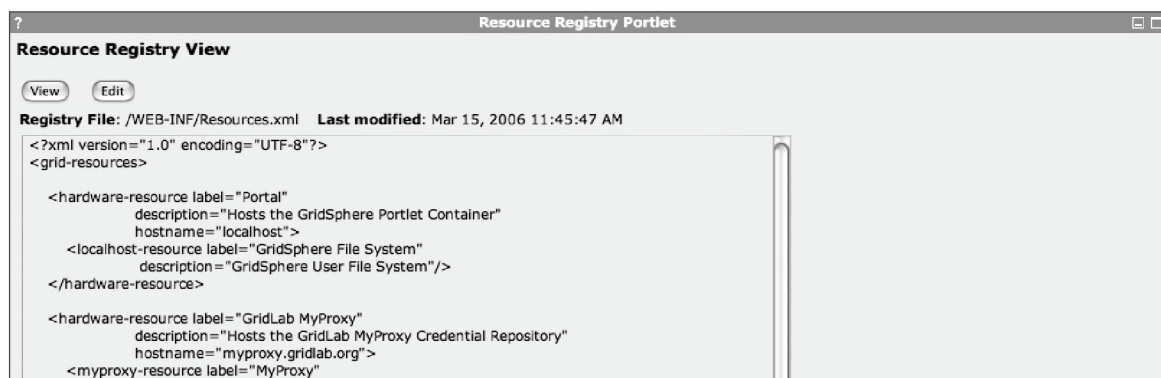 ? Resource Registry Portlet
Resource Registry View
View Edit
Registry File: /WEB-INF/Resources.xml Last modified: Mar 15, 2006 11:45:47 AM
<?xml version="1.0" encoding="UTF-8"?>
<grid-resources>
<hardware-resource label="Portal"
description="Hosts the GridSphere Portlet Container"
hostname="localhost">
<localhost-resource label="GridSphere File System"
description="GridSphere User File System"/>
</hardware-resource>
<hardware-resource label="GridLab MyProxy"
description="Hosts the GridLab MyProxy Credential Repository"
hostname="myproxy.gridlab.org">
<myproxy-resource label="MyProxy"